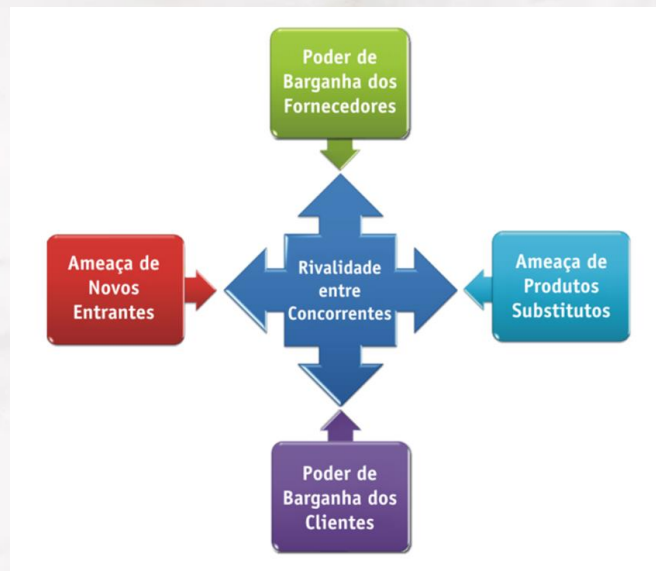 Poder de
Barganha dos
Fornecedores
Ameaça de
Novos
Entrantes
Rivalidade
entre
Concorrentes
Ameaça de
Produtos
Substitutos
Poder de
Barganha dos
Clientes